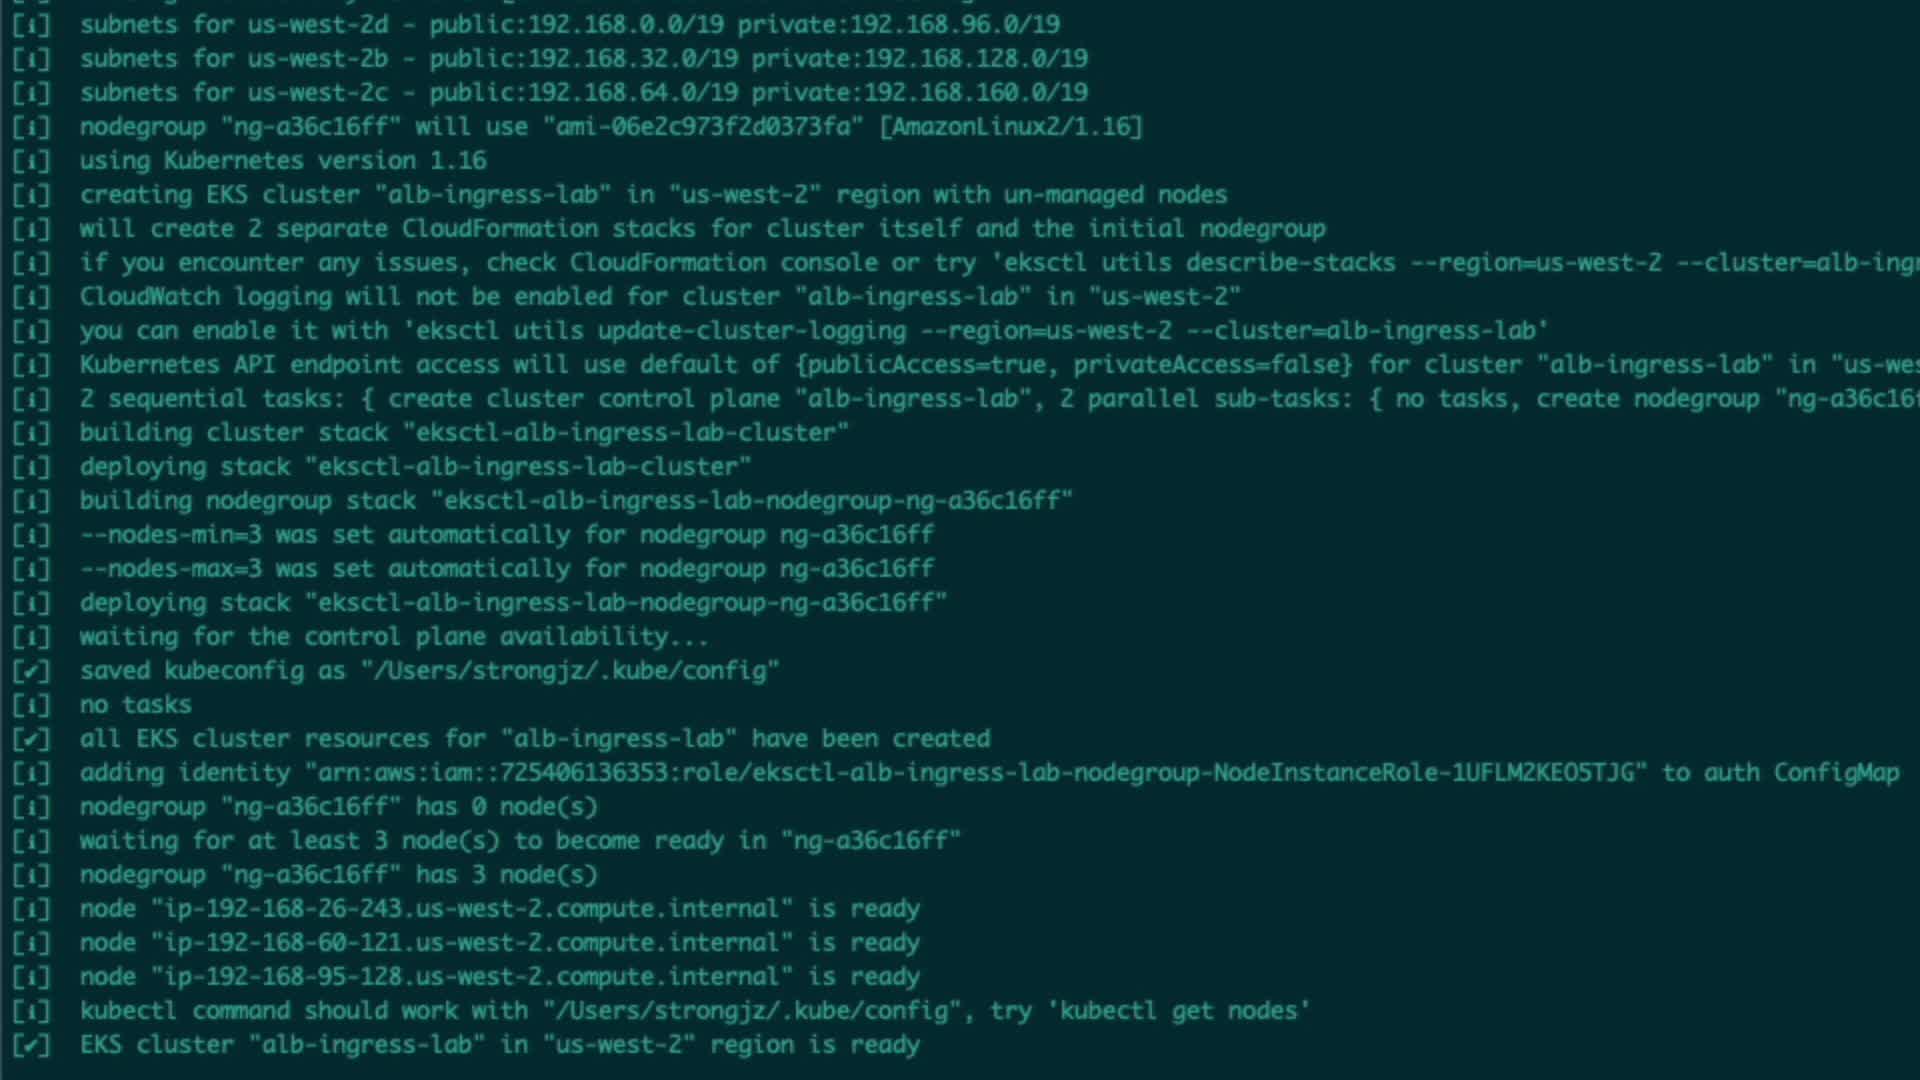 [ℹ]  subnets for us-west-2d - public:192.168.0.0/19 private:192.168.96.0/19
[ℹ]  subnets for us-west-2b - public:192.168.32.0/19 private:192.168.128.0/19
[ℹ]  subnets for us-west-2c - public:192.168.64.0/19 private:192.168.160.0/19
[ℹ]  nodegroup "ng-a36c16ff" will use "ami-06e2c973f2d0373fa" [AmazonLinux2/1.16]
[ℹ]  using Kubernetes version 1.16
[ℹ]  creating EKS cluster "alb-ingress-lab" in "us-west-2" region with un-managed nodes
[ℹ]  will create 2 separate CloudFormation stacks for cluster itself and the initial nodegroup
[ℹ]  if you encounter any issues, check CloudFormation console or try 'eksctl utils describe-stacks --region=us-west-2 --cluster=alb-ingr
[ℹ]  CloudWatch logging will not be enabled for cluster "alb-ingress-lab" in "us-west-2"
[ℹ]  you can enable it with 'eksctl utils update-cluster-logging --region=us-west-2 --cluster=alb-ingress-lab'
[ℹ]  Kubernetes API endpoint access will use default of {publicAccess=true, privateAccess=false} for cluster "alb-ingress-lab" in "us-wes
[ℹ]  2 sequential tasks: { create cluster control plane "alb-ingress-lab", 2 parallel sub-tasks: { no tasks, create nodegroup "ng-a36c16f
[ℹ]  building cluster stack "eksctl-alb-ingress-lab-cluster"
[ℹ]  deploying stack "eksctl-alb-ingress-lab-cluster"
[ℹ]  building nodegroup stack "eksctl-alb-ingress-lab-nodegroup-ng-a36c16ff"
[ℹ]  --nodes-min=3 was set automatically for nodegroup ng-a36c16ff
[ℹ]  --nodes-max=3 was set automatically for nodegroup ng-a36c16ff
[ℹ]  deploying stack "eksctl-alb-ingress-lab-nodegroup-ng-a36c16ff"
[ℹ]  waiting for the control plane availability...
[✔]  saved kubeconfig as "/Users/strongjz/.kube/config"
[ℹ]  no tasks
[✔]  all EKS cluster resources for "alb-ingress-lab" have been created
[ℹ]  adding identity "arn:aws:iam::725406136353:role/eksctl-alb-ingress-lab-nodegroup-NodeInstanceRole-1UFLM2KEO5TJG" to auth ConfigMap
[ℹ]  nodegroup "ng-a36c16ff" has 0 node(s)
[ℹ]  waiting for at least 3 node(s) to become ready in "ng-a36c16ff"
[ℹ]  nodegroup "ng-a36c16ff" has 3 node(s)
[ℹ]  node "ip-192-168-26-243.us-west-2.compute.internal" is ready
[ℹ]  node "ip-192-168-60-121.us-west-2.compute.internal" is ready
[ℹ]  node "ip-192-168-95-128.us-west-2.compute.internal" is ready
[ℹ]  kubectl command should work with "/Users/strongjz/.kube/config", try 'kubectl get nodes'
[✔]  EKS cluster "alb-ingress-lab" in "us-west-2" region is ready